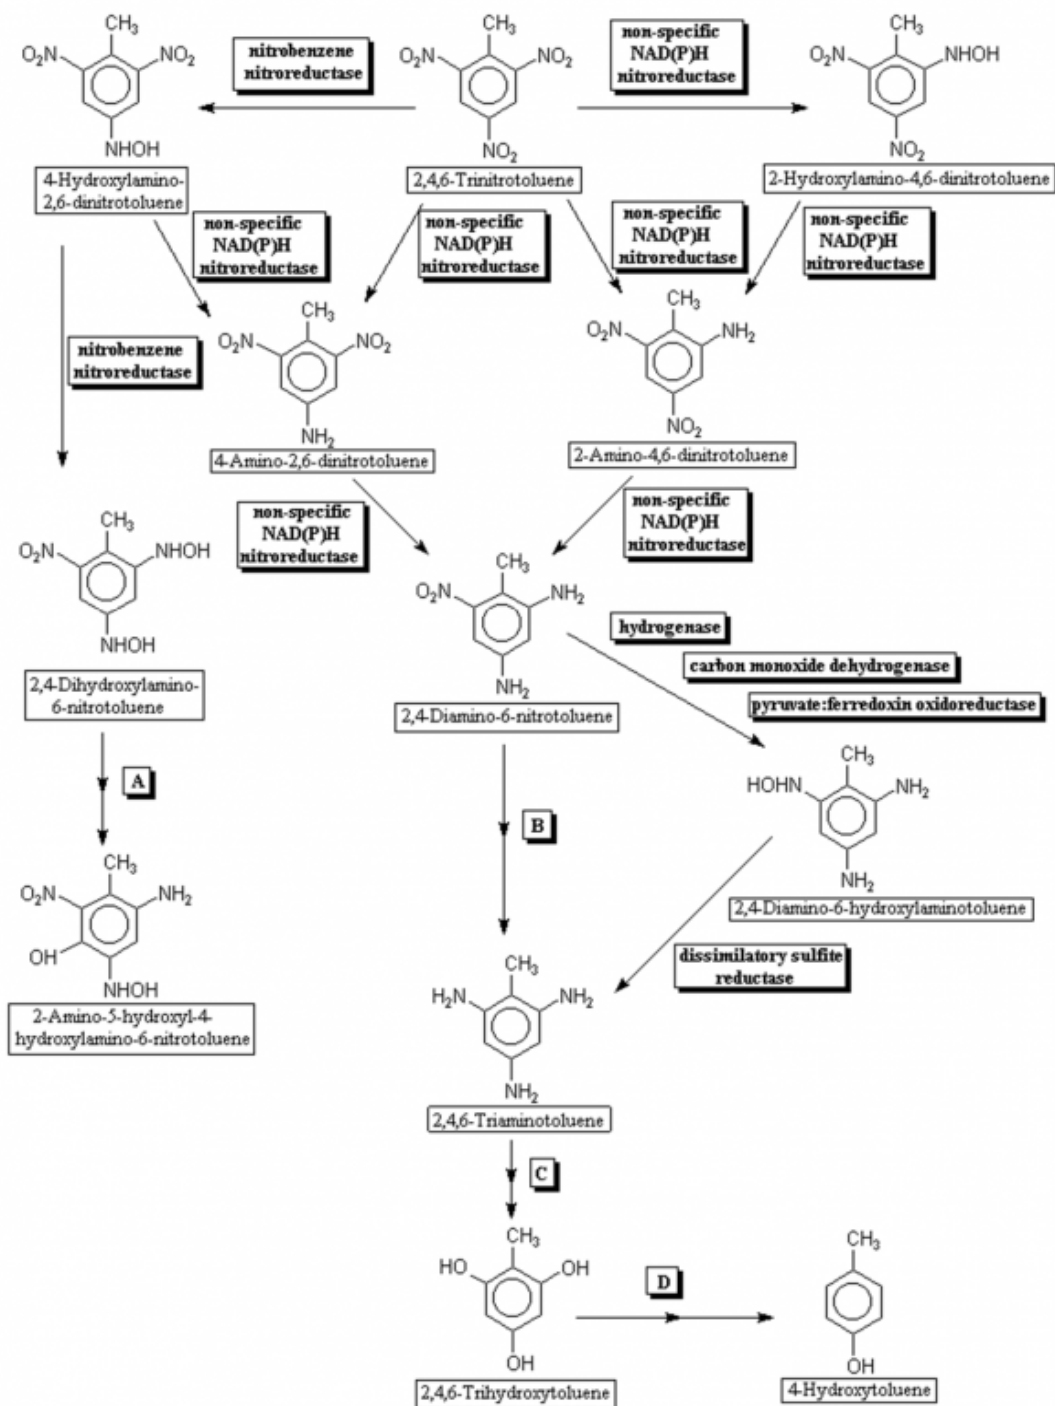 CH3
O2N
NO2
NHOH
4-Hydroxylamino-
2,6-dinitrotoluene
nitrobenzene
nitroreductase
CH3
O2N
NO2
NO2
2,4,6-Trinitrotoluene
non-specific
NAD(P)H
nitroreductase
CH3
O2N
NHOH
NO2
2-Hydroxylamino-4,6-dinitrotoluene
non-specific
NAD(P)H
nitroreductase
non-specific
NAD(P)H
nitroreductase
non-specific
NAD(P)H
nitroreductase
non-specific
NAD(P)H
nitroreductase
nitrobenzene
nitroreductase
CH3
O2N
NO2
NH2
4-Amino-2,6-dinitrotoluene
CH3
O2N
NH2
NO2
2-Amino-4,6-dinitrotoluene
non-specific
NAD(P)H
nitroreductase
non-specific
NAD(P)H
nitroreductase
CH3
O2N
NHOH
NHOH
2,4-Dihydroxylamino-
6-nitrotoluene
CH3
O2N
NH2
NH2
2,4-Diamino-6-nitrotoluene
hydrogenase
carbon monoxide dehydrogenase
pyruvate:ferredoxin oxidoreductase
A
B
CH3
HOHN
NH2
NH2
2,4-Diamino-6-hydroxylaminotoluene
CH3
NO2
NH2
OH
NHOH
2-Amino-5-hydroxyl-4-
hydroxylamino-6-nitrotoluene
dissimilatory sulfite
reductase
CH3
H2N
NH2
NH2
2,4,6-Triaminotoluene
C
CH3
HO
OH
OH
2,4,6-Trihydroxytoluene
D
CH3
OH
4-Hydroxytoluene